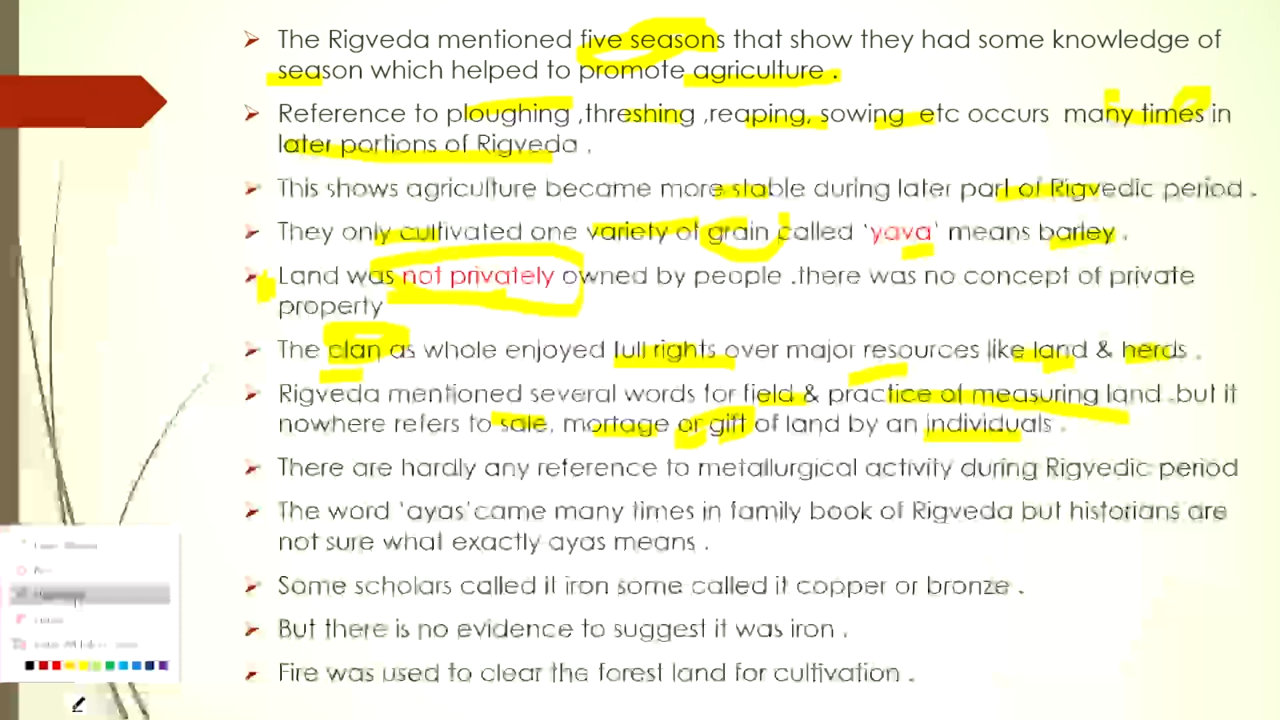 The Rigveda mentioned five seasons that show they had some knowledge of
season which helped to promote agriculture .
Reference to ploughing ,threshing ,reaping, sowing etc occurs many times in
later portions of Rigveda .
This shows agriculture became more stable during later part of Rigvedic period .
They only cultivated one variety of grain called 'yava' means barley .
Land was not privately owned by people .there was no concept of private
property
The clan as whole enjoyed full rights over major resources like land & herds .
Rigveda mentioned several words for field & practice of measuring land .but it
nowhere refers to sale, mortage or gift of land by an individuals .
There are hardly any reference to metallurgical activity during Rigvedic period
The word 'ayas'came many times in family book of Rigveda but historians are
not sure what exactly ayas means .
Some scholars called it iron some called it copper or bronze .
But there is no evidence to suggest it was iron .
Fire was used to clear the forest land for cultivation .